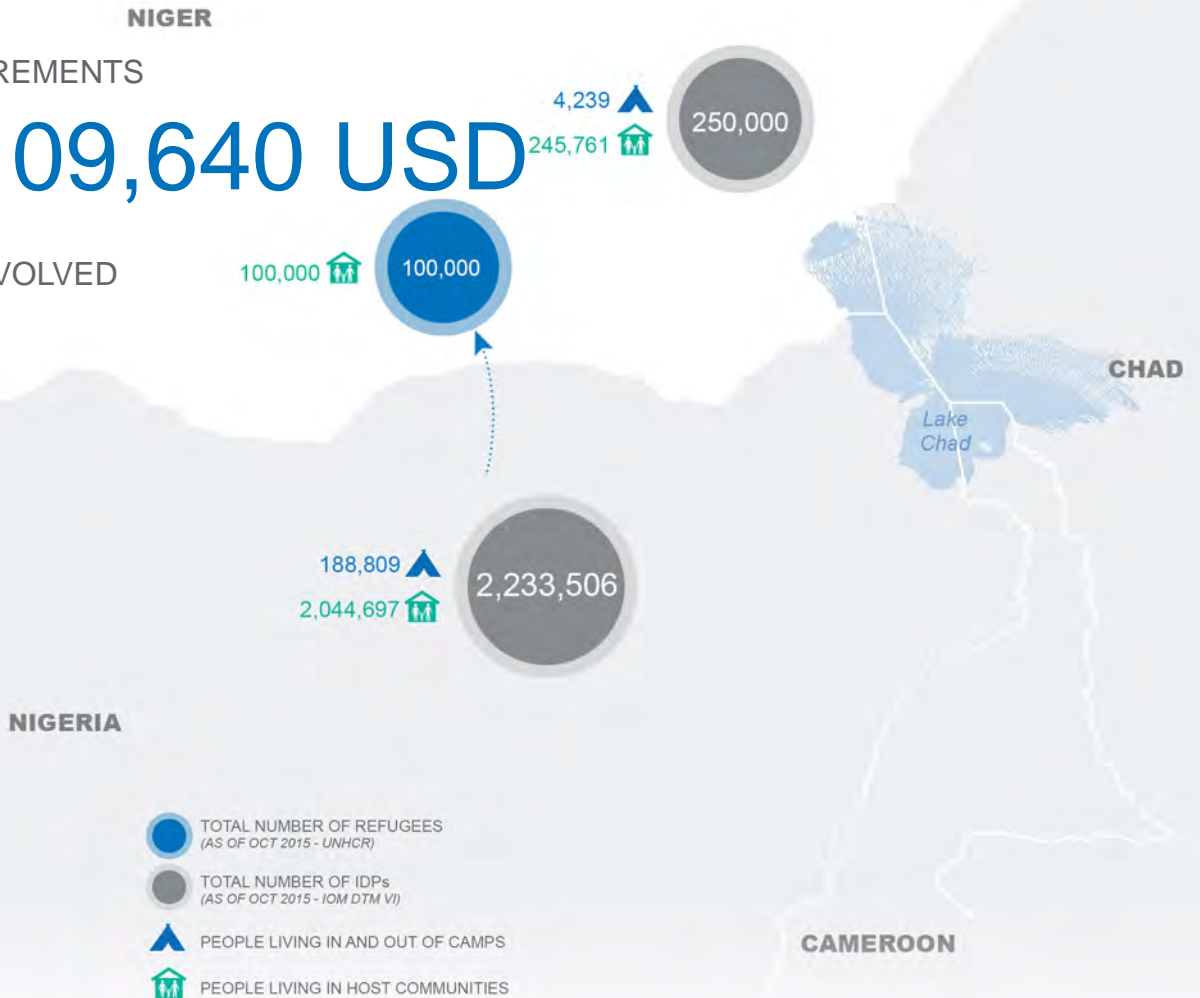 NIGER
REMENTS
09,640 USD
4,239
245,761
250,000
VOLVED
100,000
100,000
CHAD
Lake
Chad
188,809
2,044,697
2,233,506
NIGERIA
TOTAL NUMBER OF REFUGEES
(AS OF OCT 2015 - UNHCR)
TOTAL NUMBER OF IDPs
(AS OF OCT 2015 - IOM DTM VI)
PEOPLE LIVING IN AND OUT OF CAMPS
CAMEROON
PEOPLE LIVING IN HOST COMMUNITIES